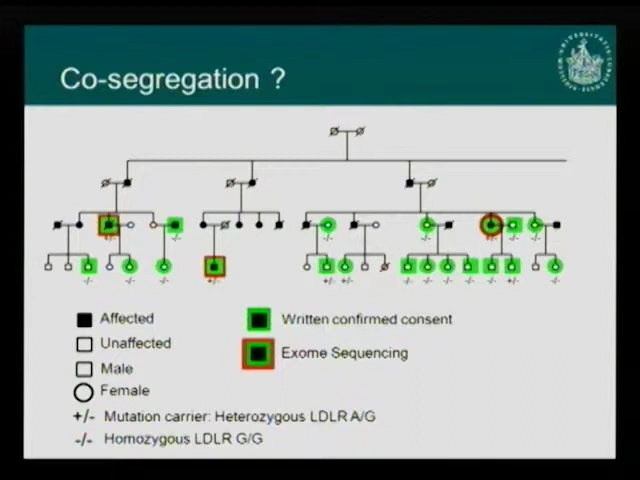 Co-segregation ?
+/-
-/-
-/-
-/-
-/-
-/-
+/-
-/-
-/-
+/-
-/-
-/-
-/-
-/-
+/-
+/-
-/-
-/-
-/-
-/-
-/-
+/-
-/-
Affected
Unaffected
Male
Female
Written confirmed consent
Exome Sequencing
+/- Mutation carrier: Heterozygous LDLR A/G
-/- Homozygous LDLR G/G